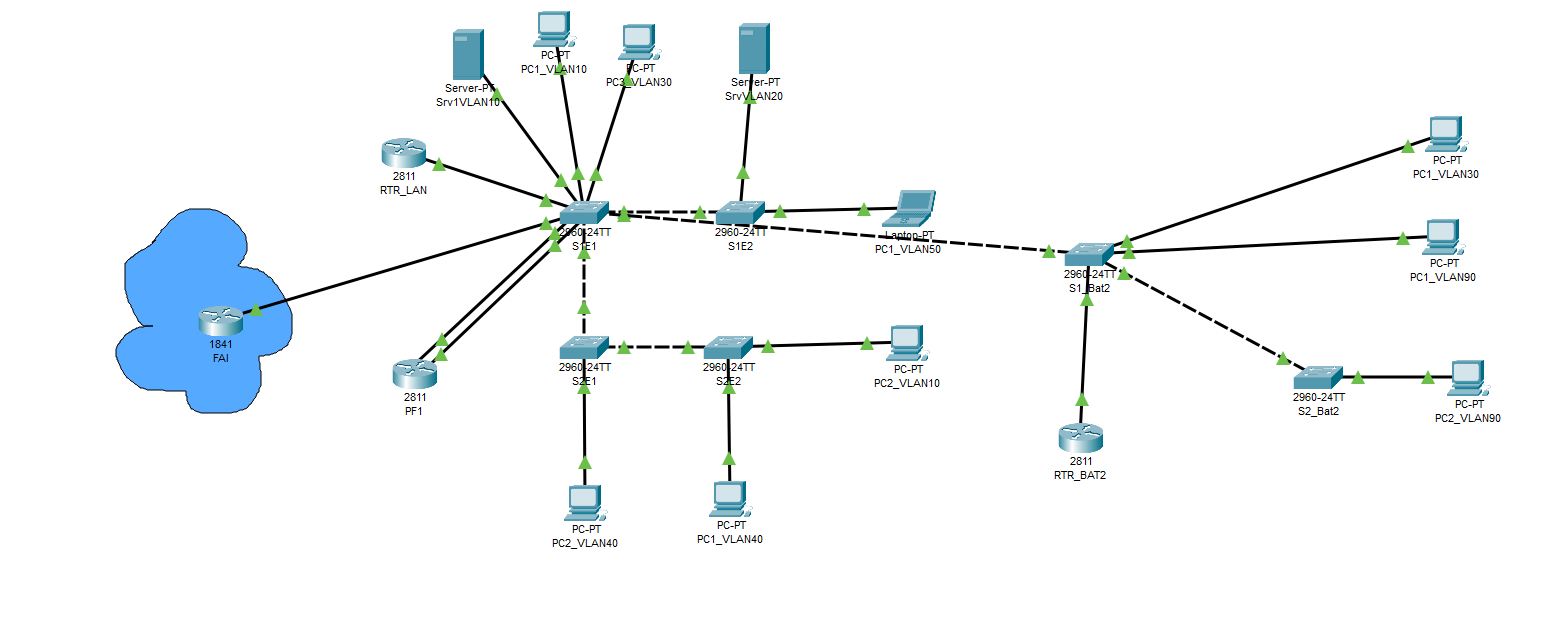 PC-PT
PC1_VLAN10
PC-PT
PC3_VLAN30
Server-PT
Srv1VLAN10
Server-PT
SrvVLAN20
2811
RTR_LAN
2960-24TT
S1E1
2960-24TT
S1E2
Laptop-PT
PC1_VLAN50
PC-PT
PC1_VLAN30
PC-PT
PC1_VLAN90
2960-24TT
S1_Bat2
1841
FAI
2811
PF1
2960-24TT
S2E1
2960-24TT
S2E2
PC-PT
PC2_VLAN10
2960-24TT
S2_Bat2
PC-PT
PC2_VLAN90
2811
RTR_BAT2
PC-PT
PC2_VLAN40
PC-PT
PC1_VLAN40